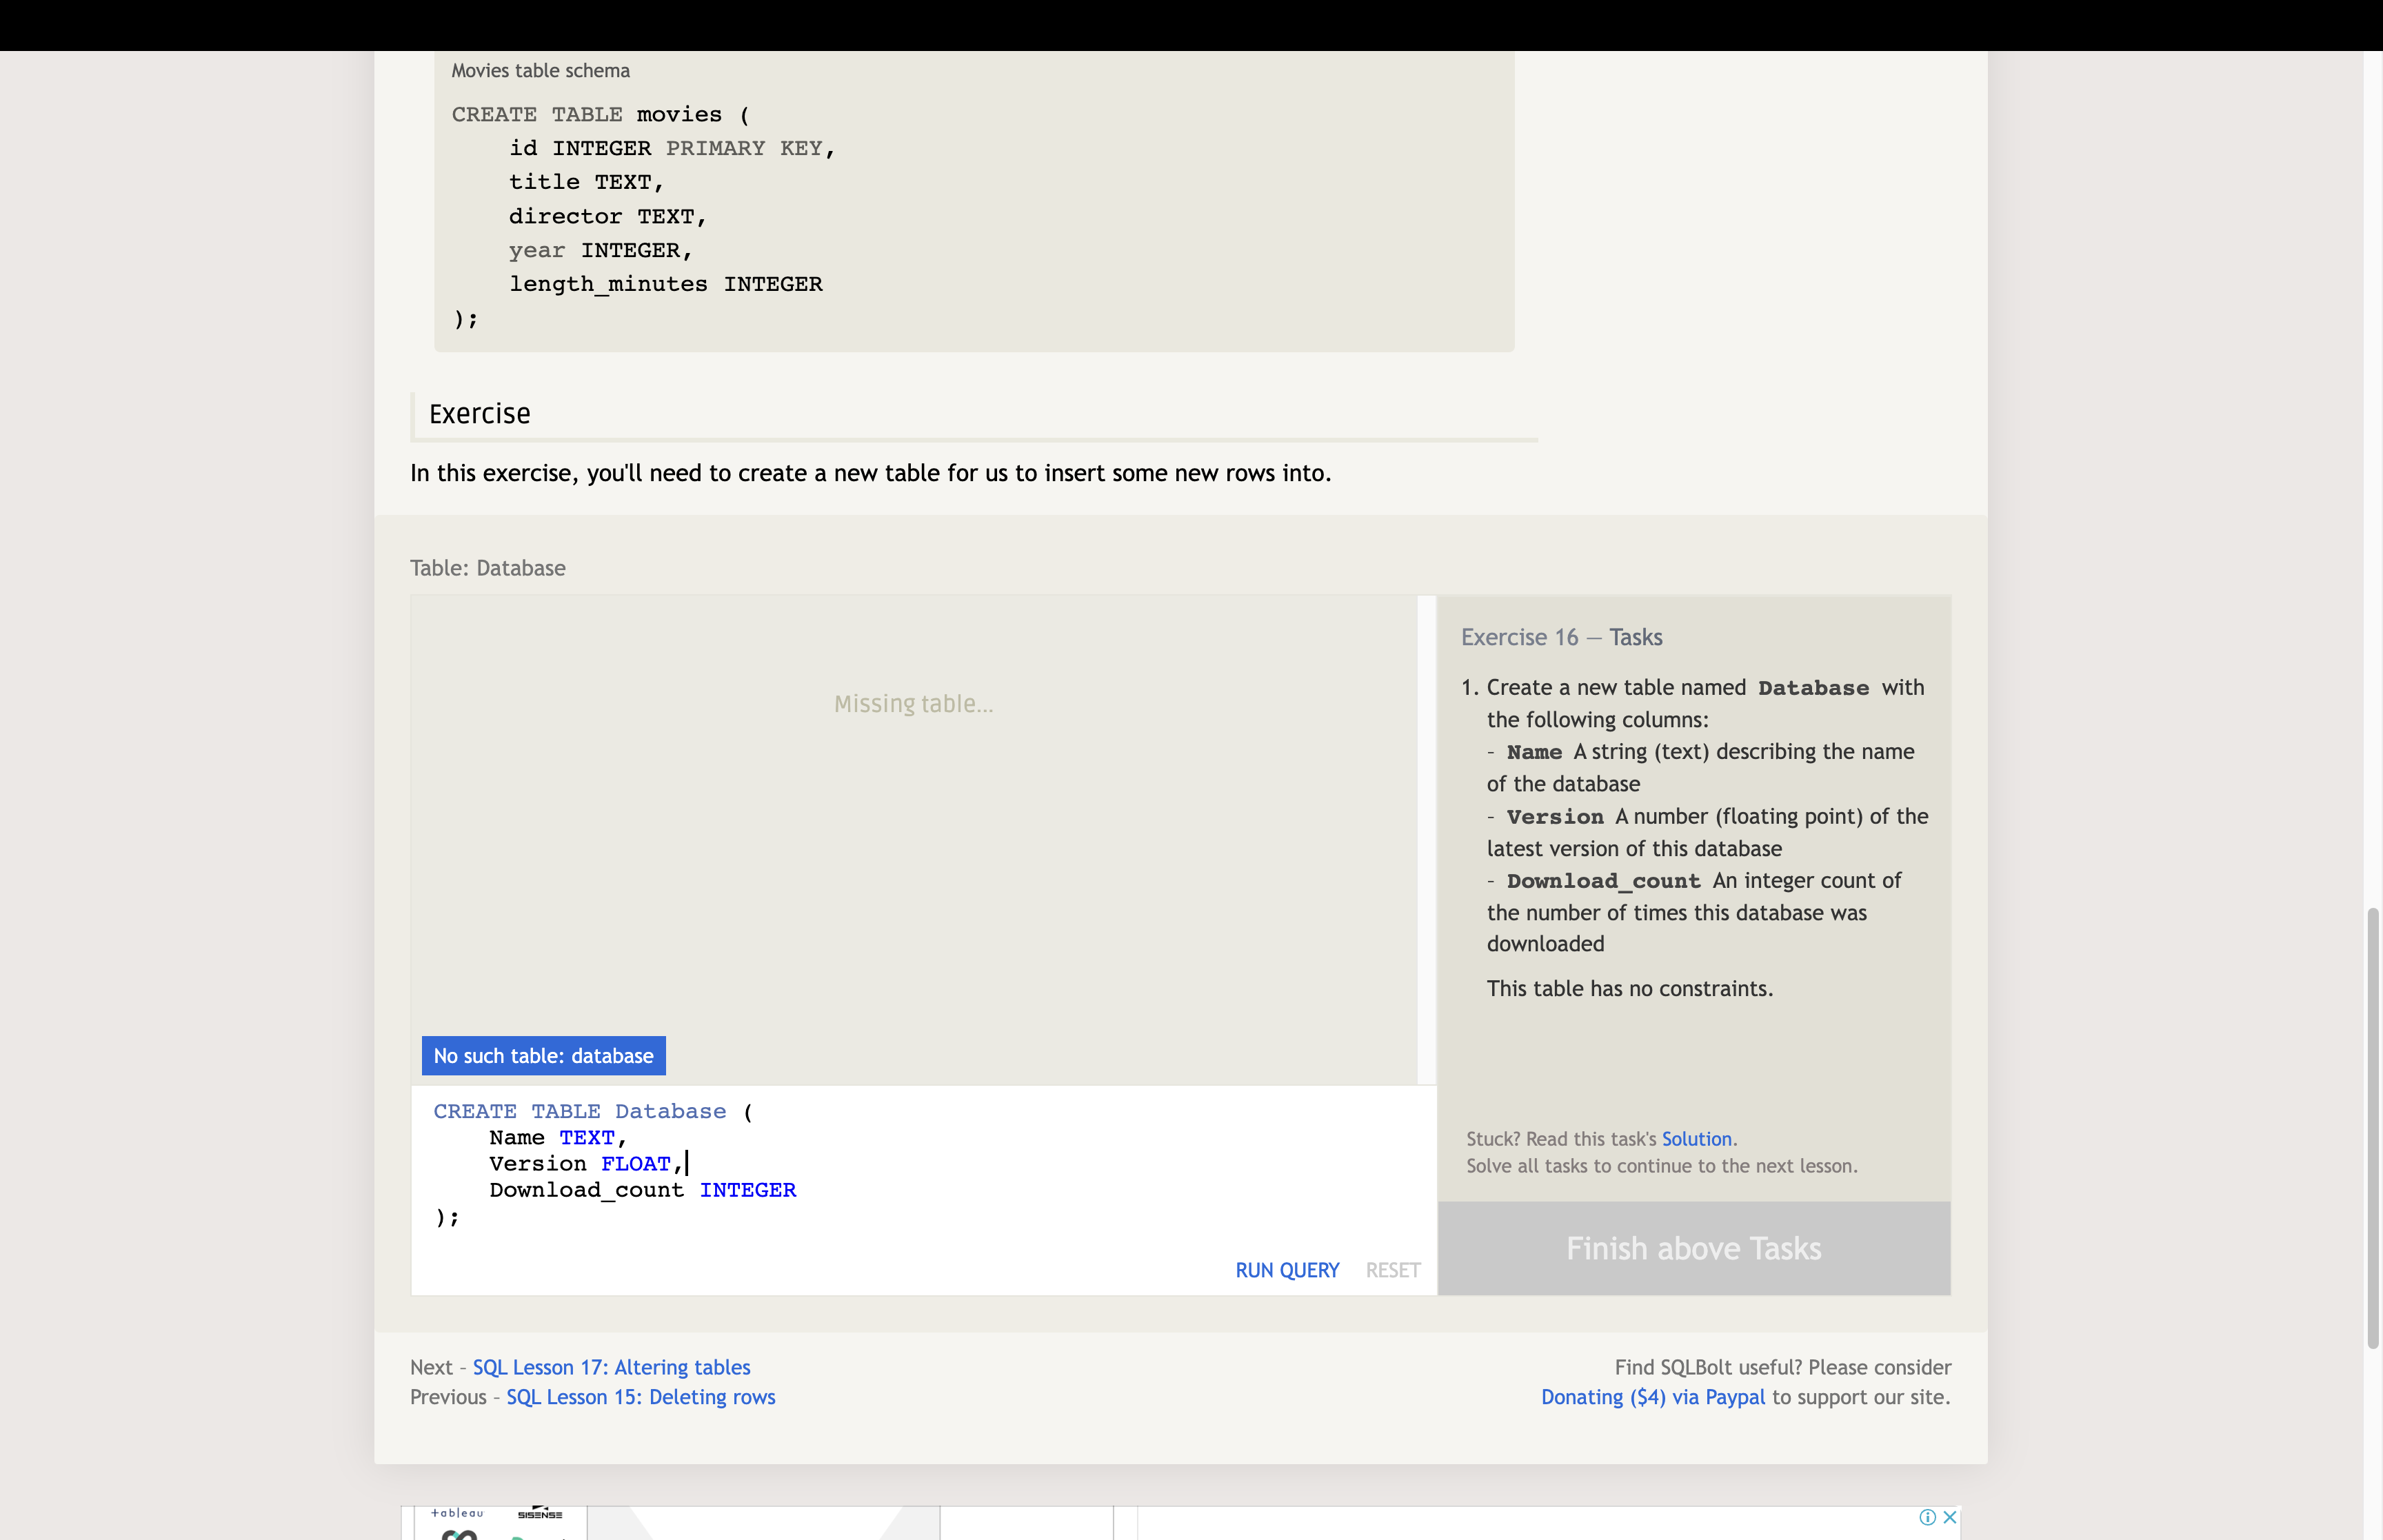 Movies table schema
CREATE TABLE movies (
    id INTEGER PRIMARY KEY,
    title TEXT,
    director TEXT,
    year INTEGER,
    length_minutes INTEGER
);
Exercise
In this exercise, you'll need to create a new table for us to insert some new rows into.
Table: Database
Missing table…
No such table: database
CREATE TABLE Database (
    Name TEXT,
    Version FLOAT,
    Download_count INTEGER
);
RUN QUERY RESET
Exercise 16 — Tasks
1. Create a new table named Database with
the following columns:
- Name A string (text) describing the name
of the database
- Version A number (floating point) of the
latest version of this database
- Download_count An integer count of
the number of times this database was
downloaded
This table has no constraints.
Stuck? Read this task's Solution.
Solve all tasks to continue to the next lesson.
Finish above Tasks
Next – SQL Lesson 17: Altering tables
Previous – SQL Lesson 15: Deleting rows
Find SQLBolt useful? Please consider
Donating ($4) via Paypal to support our site.
+ableau
SISENSE